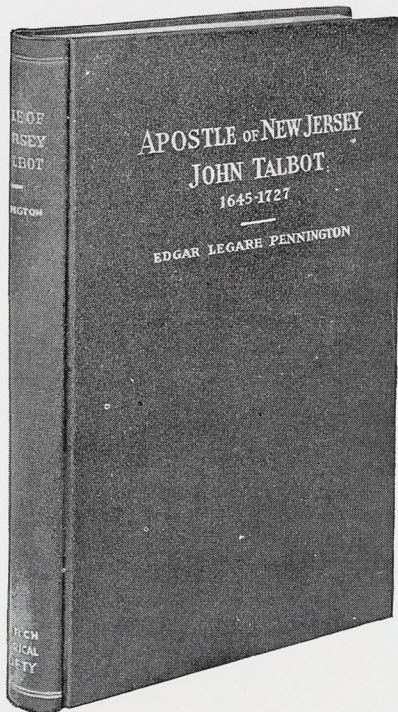 APOSTLE OF NEW JERSEY
JOHN TALBOT
1645-1727
EDGAR LEGARE PENNINGTON